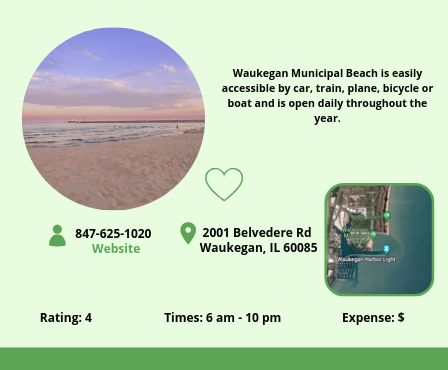 Waukegan Municipal Beach is easily
accessible by car, train, plane, bicycle or
boat and is open daily throughout the
year.
847-625-1020
Website
2001 Belvedere Rd
Waukegan, IL 60085
Waukegan Harbor Light
Rating: 4
Times: 6 am - 10 pm
Expense: $